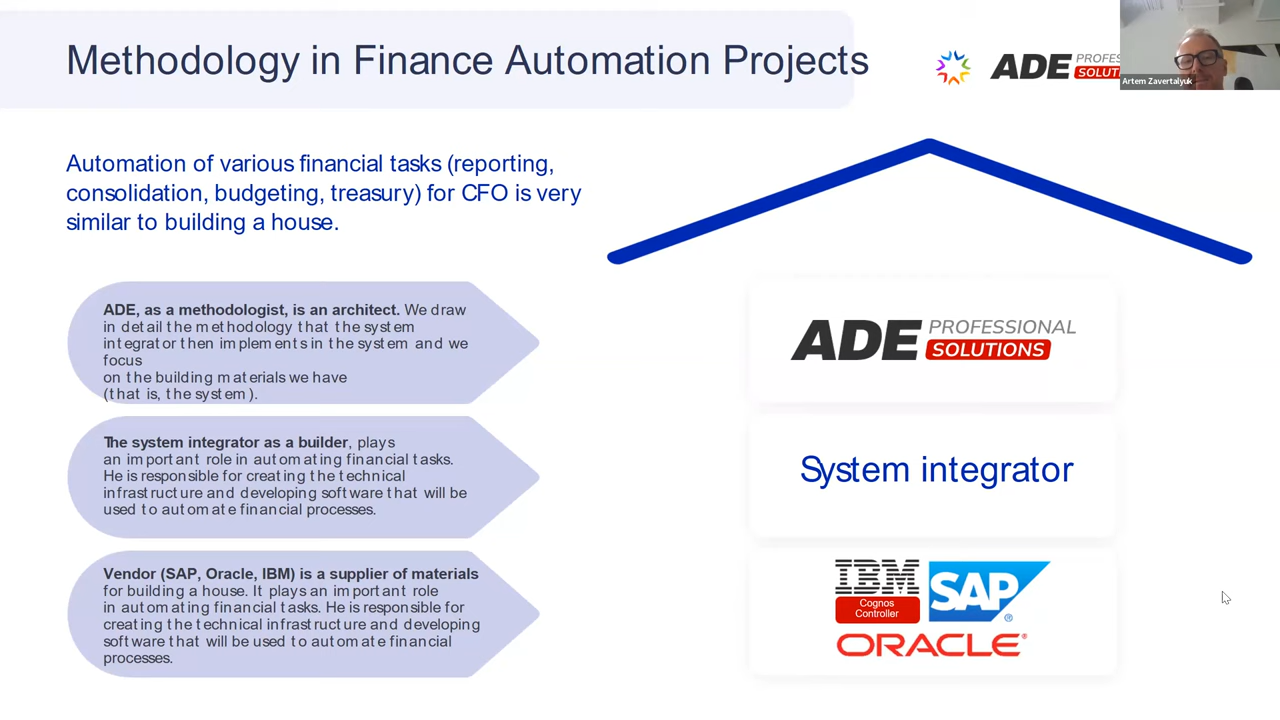 Methodology in Finance Automation Projects
ADE
SOLUT
Artem Zavertalyuk
Automation of various financial tasks (reporting,
consolidation, budgeting, treasury) for CFO is very
similar to building a house.
ADE, as a methodologist, is an architect. We draw
in detail the methodology that the system
integrator then implements in the system and we
focus
on the building materials we have
(that is, the system).
ADE PROFESSIONAL
SOLUTIONS
The system integrator as a builder, plays
an important role in automating financial tasks.
He is responsible for creating the technical
infrastructure and developing software that will be
used to automate financial processes.
System integrator
Vendor (SAP, Oracle, IBM) is a supplier of materials
for building a house. It plays an important role
in automating financial tasks. He is responsible for
creating the technical infrastructure and developing
software that will be used to automate financial
processes.
IBM
Cognos
Controller
SAP®
ORACLE®